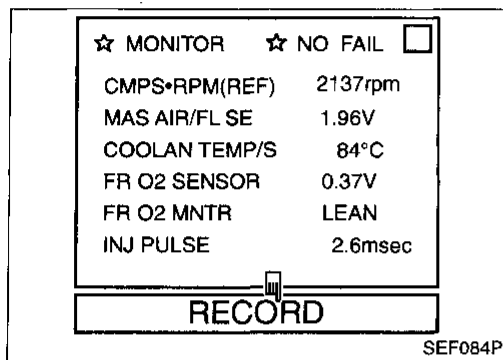 ☆ MONITOR ☆ NO FAIL
CMPS•RPM(REF) 2137rpm
MAS AIR/FL SE 1.96V
COOLAN TEMP/S 84°C
FR O2 SENSOR 0.37V
FR O2 MNTR LEAN
INJ PULSE 2.6msec
RECORD
SEF084P